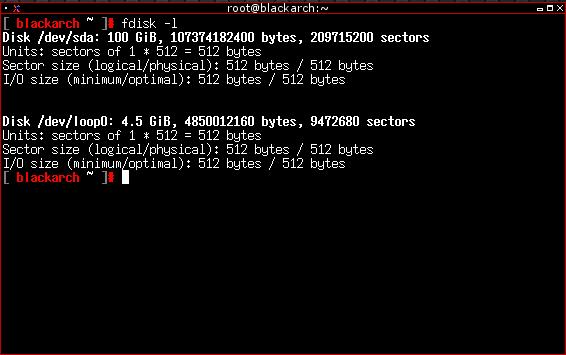 root@blackarch:~
[ blackarch ~ ]# fdisk -l
Disk /dev/sda: 100 GiB, 107374182400 bytes, 209715200 sectors
Units: sectors of 1 * 512 = 512 bytes
Sector size (logical/physical): 512 bytes / 512 bytes
I/O size (minimum/optimal): 512 bytes / 512 bytes
Disk /dev/loop0: 4.5 GiB, 4850012160 bytes, 9472680 sectors
Units: sectors of 1 * 512 = 512 bytes
Sector size (logical/physical): 512 bytes / 512 bytes
I/O size (minimum/optimal): 512 bytes / 512 bytes
[ blackarch ~ ]#